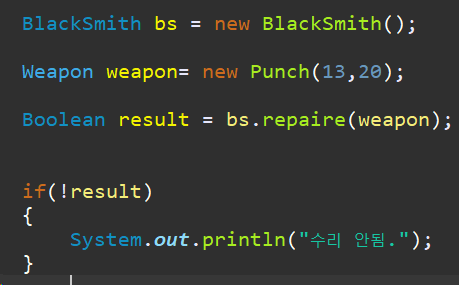 BlackSmith bs = new BlackSmith();
Weapon weapon= new Punch(13,20);
Boolean result = bs.repaire(weapon);
if(!result)
{
System.out.println("수리 안됨.");
}